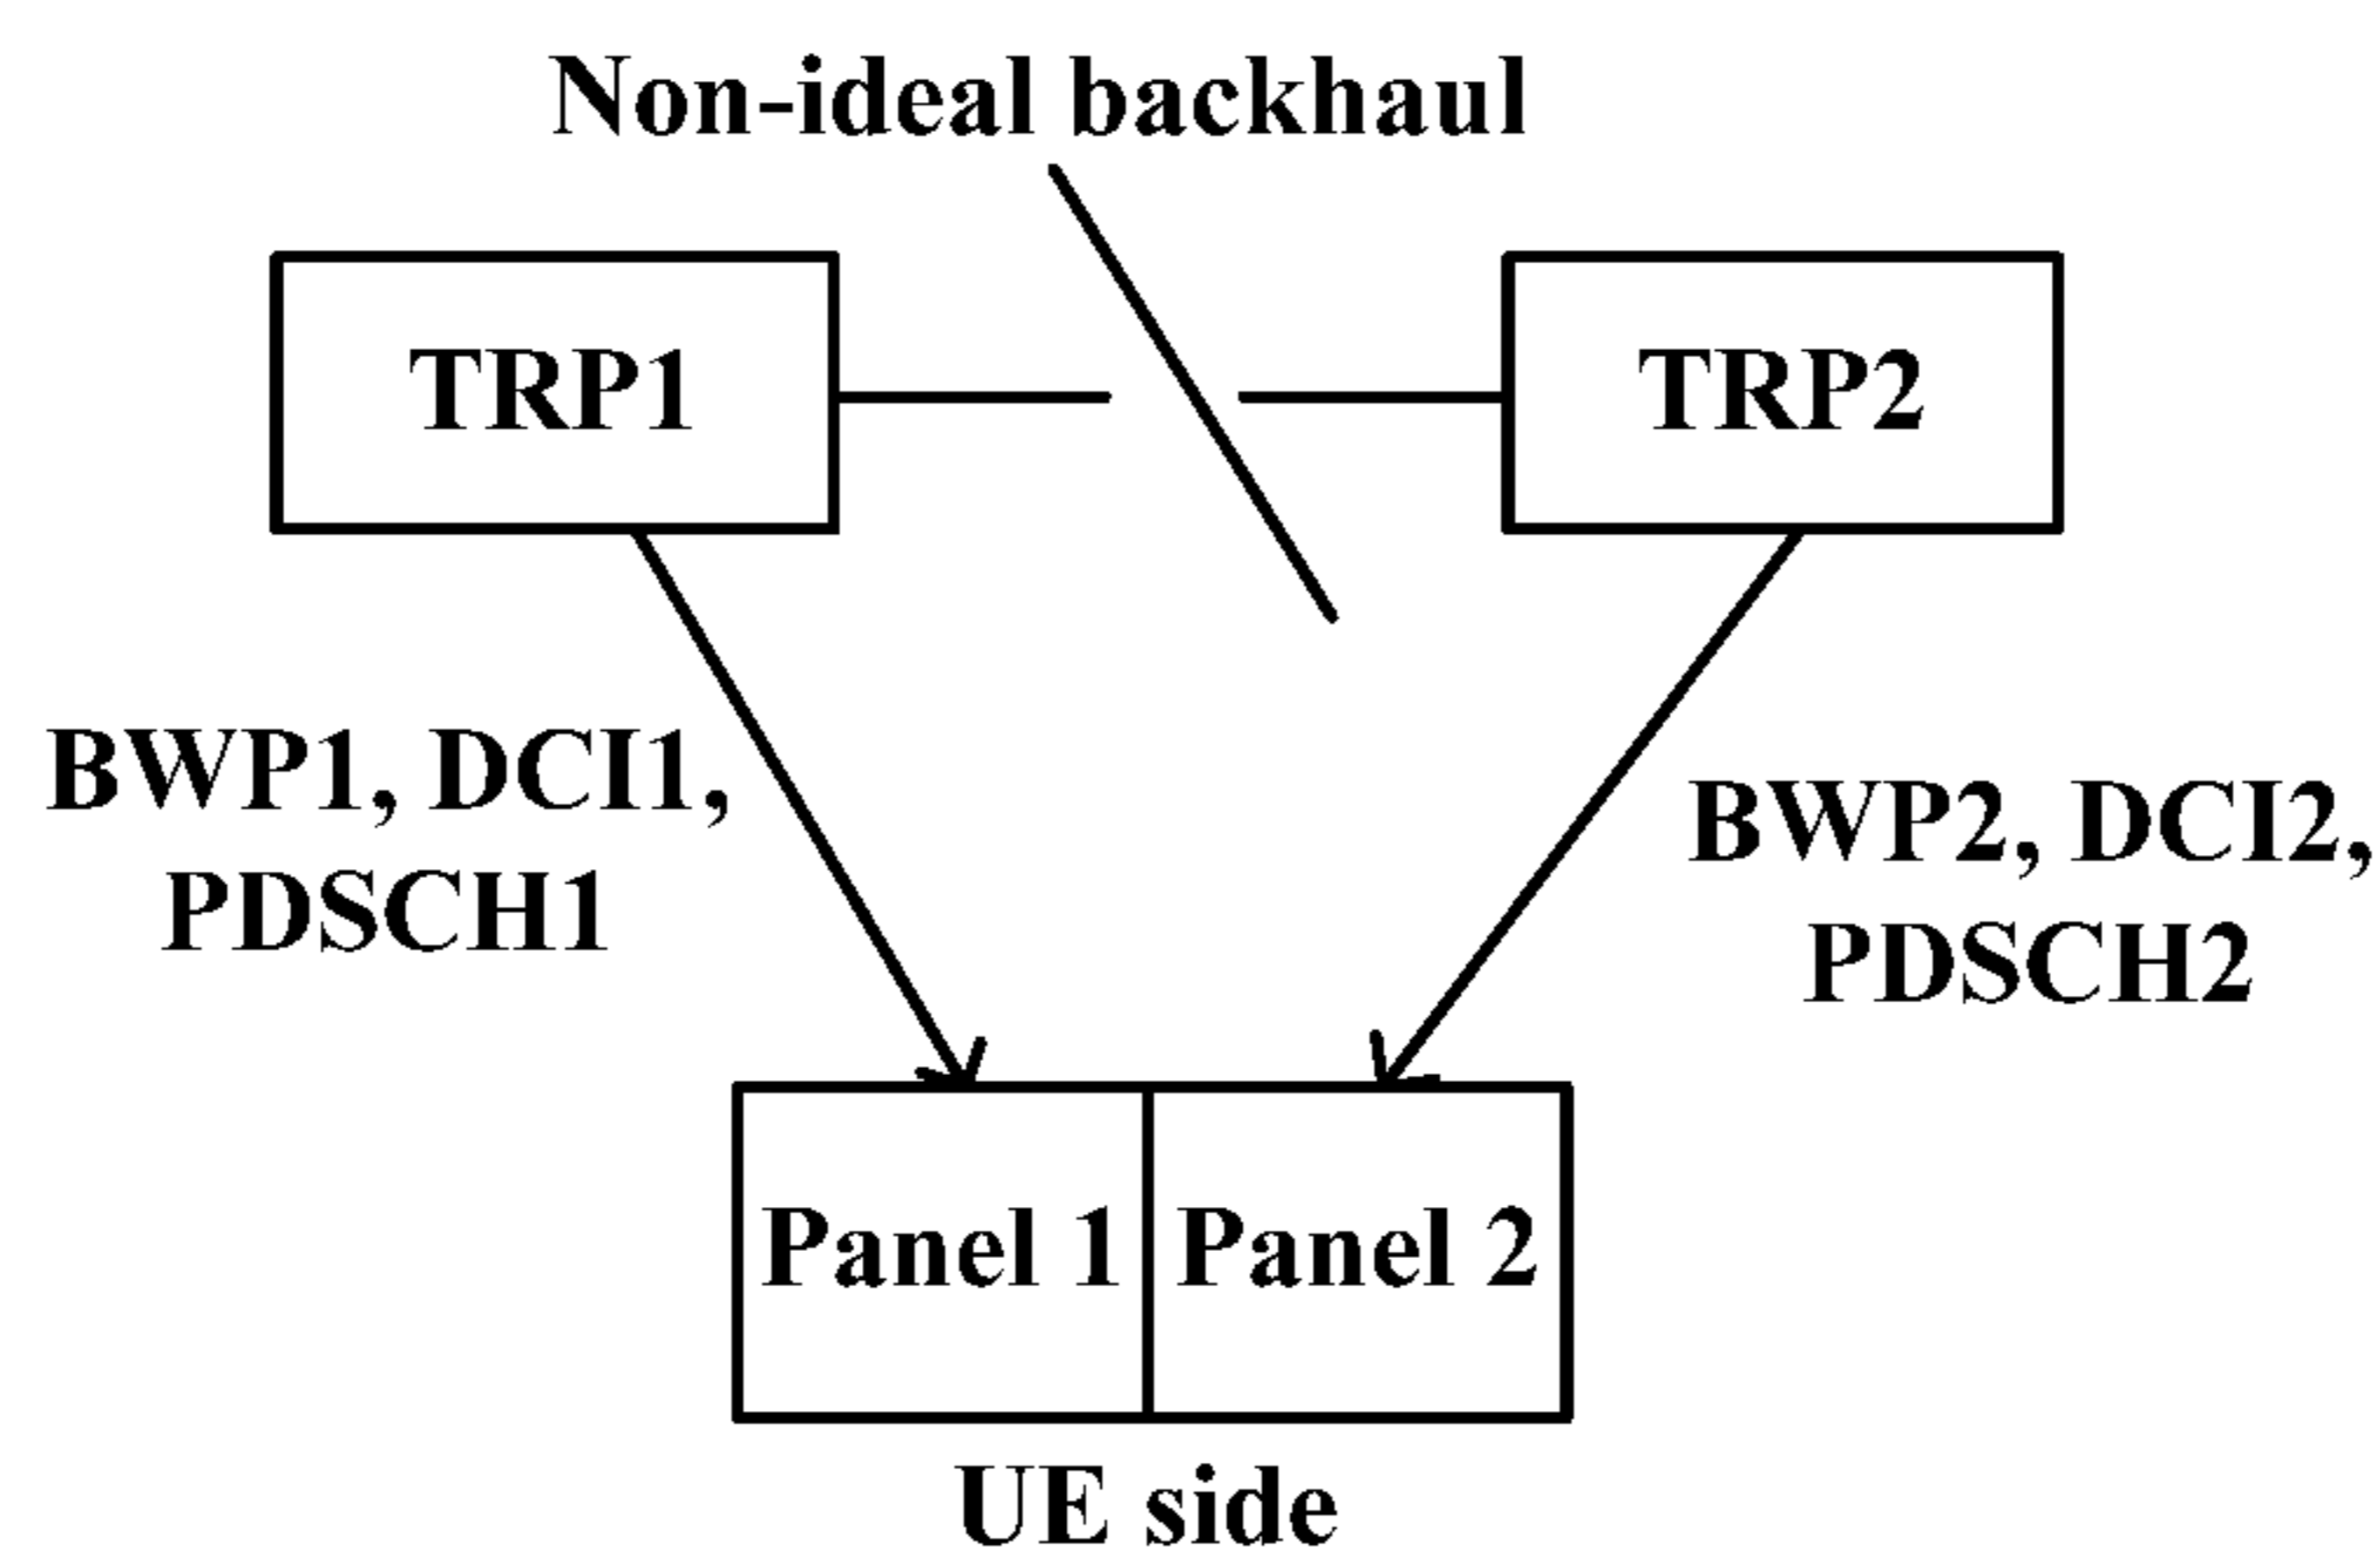 Non-ideal backhaul
TRP1
TRP2
BWP1, DCI1,
PDSCH1
BWP2, DCI2,
PDSCH2
Panel 1
Panel 2
UE side